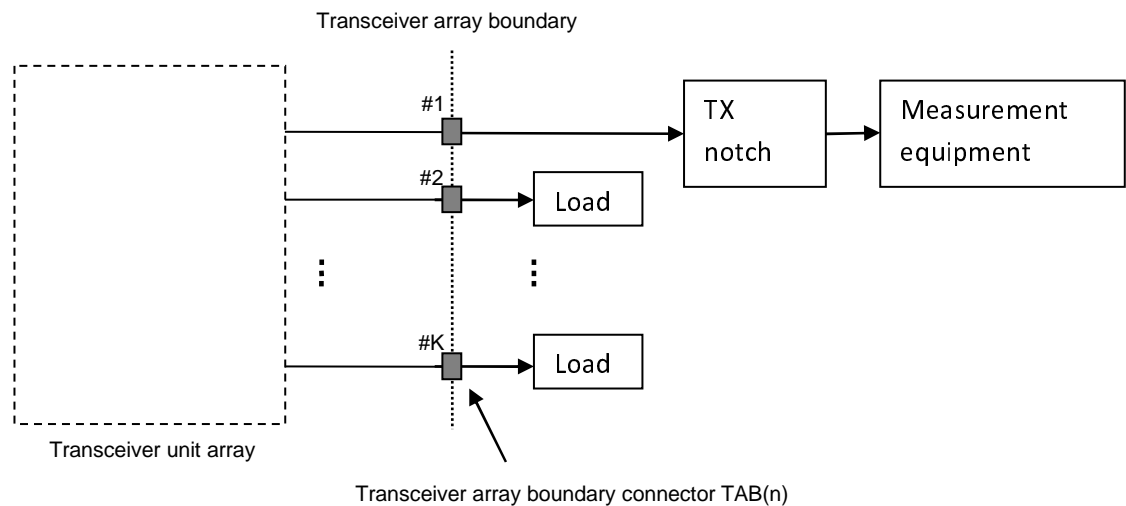 Transceiver array boundary
#1
TX
notch
Measurement
equipment
#2
Load
#K
Load
Transceiver unit array
Transceiver array boundary connector TAB(n)